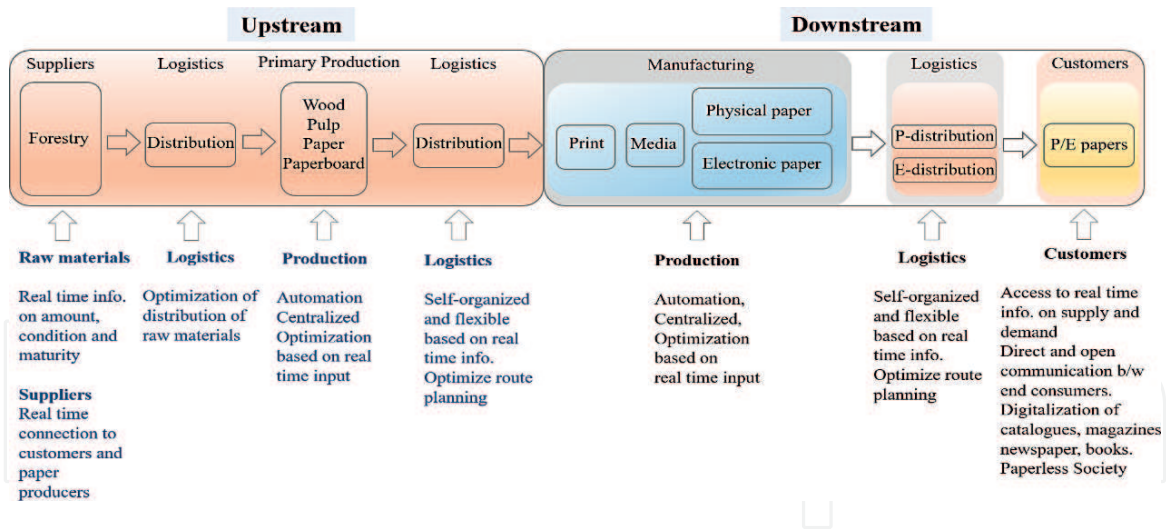 Upstream
Downstream
Suppliers
Logistics
Primary Production
Logistics
Manufacturing
Logistics
Customers
Forestry
Distribution
Wood
Pulp
Paper
Paperboard
Distribution
Print
Media
Physical paper
Electronic paper
P-distribution
E-distribution
P/E papers
Raw materials
Real time info.
on amount,
condition and
maturity
Suppliers
Real time
connection to
customers and
paper
producers
Logistics
Optimization of
distribution of
raw materials
Production
Automation
Centralized
Optimization
based on real
time input
Logistics
Self-organized
and flexible
based on real
time info.
Optimize route
planning
Production
Automation,
Centralized,
Optimization
based on
real time input
Logistics
Self-organized
and flexible
based on real
time info.
Optimize route
planning
Customers
Access to real time
info. on supply and
demand
Direct and open
communication b/w
end consumers.
Digitalization of
catalogues, magazines
newspaper, books.
Paperless Society